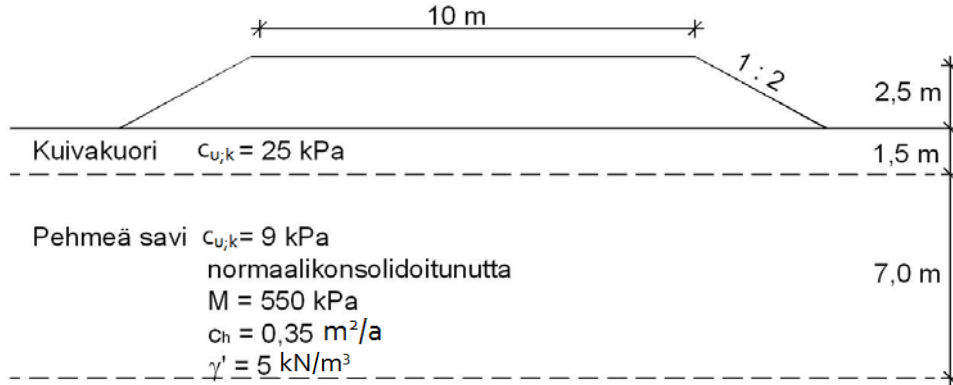 10 m
1 : 2
2,5 m
Kuivakuori cu;k = 25 kPa
1,5 m
Pehmeä savi cu;k = 9 kPa
normaalikonsolidoitunutta
7,0 m
M = 550 kPa
ch = 0,35 m²/a
γ' = 5 kN/m³